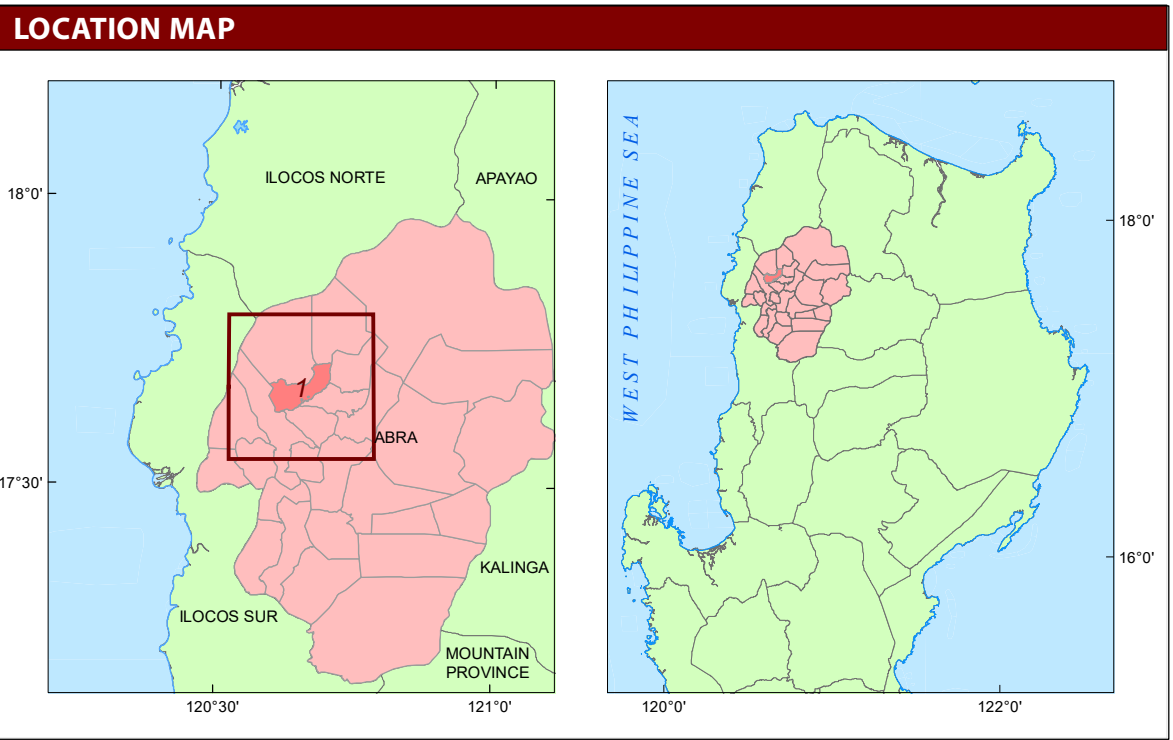 LOCATION MAP
ILOCOS NORTE
APAYAO
18°0'
1
ABRA
17°30'
KALINGA
ILOCOS SUR
MOUNTAIN
PROVINCE
120°30'
121°0'
WEST PHILIPPINE SEA
18°0'
16°0'
120°0'
122°0'